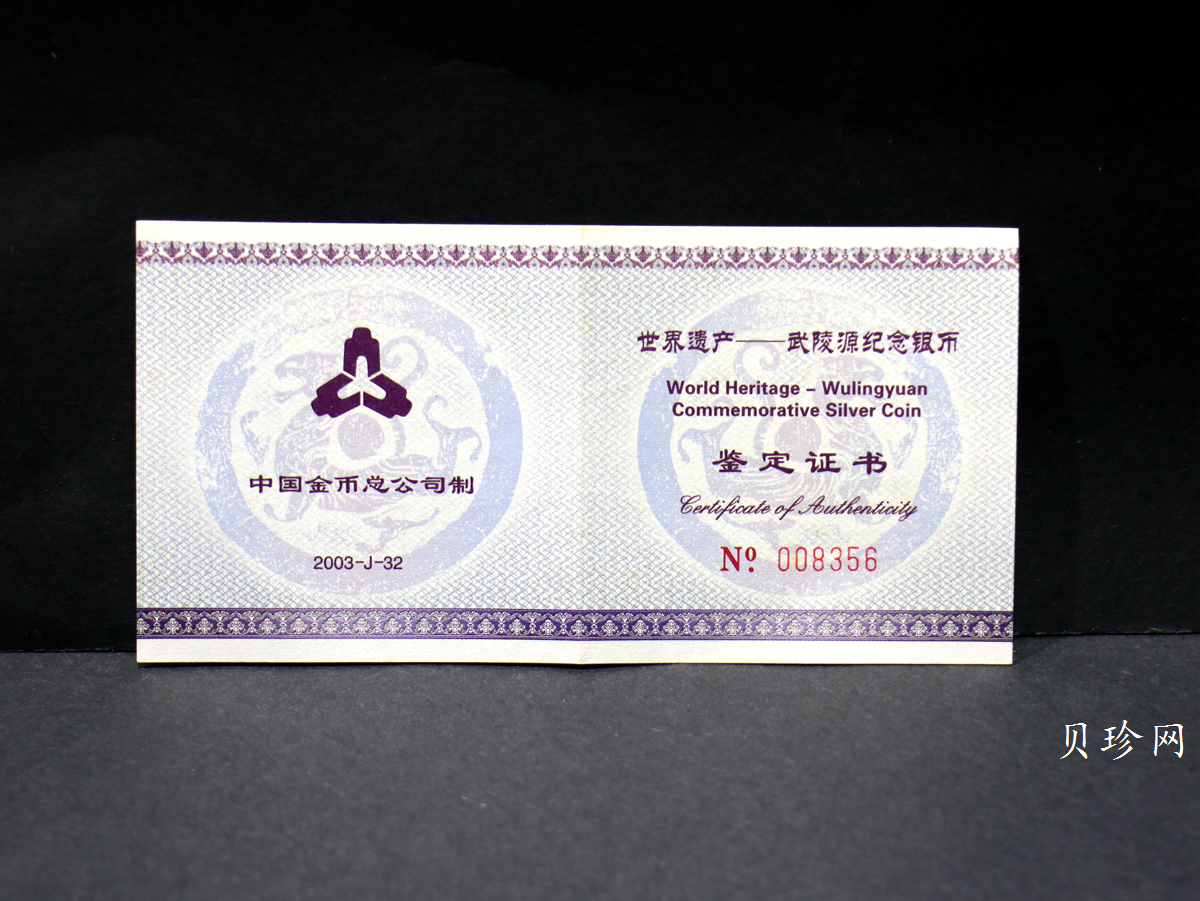 中国金币总公司制
2003-J-32
世界遗产——武陵源纪念银币
World Heritage – Wulingyuan
Commemorative Silver Coin
鉴定证书
Certificate of Authenticity
Nº 008356
贝珍网